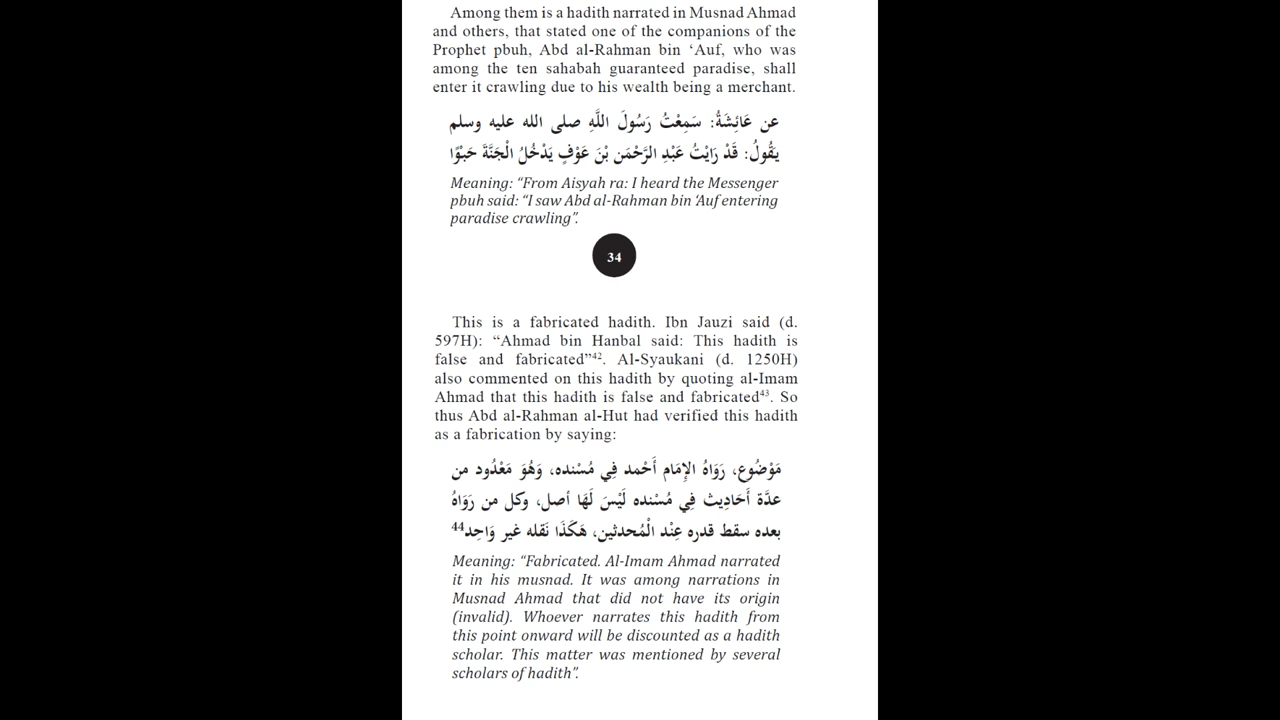 Among them is a hadith narrated in Musnad Ahmad
and others, that stated one of the companions of the
Prophet pbuh, Abd al-Rahman bin ‘Auf, who was
among the ten sahabah guaranteed paradise, shall
enter it crawling due to his wealth being a merchant.
عن عَائِشَةُ: سَمِعْتُ رَسُولَ اللَّهِ صلى الله عليه وسلم
يَقُولُ: قَدْ رَايْتُ عَبْدِ الرَّحْمَن بْنَ عَوْفٍ يَدْخُلُ الْجَنَّةَ حَبْوًا
Meaning: “From Aisyah ra: I heard the Messenger
pbuh said: “I saw Abd al-Rahman bin ‘Auf entering
paradise crawling”.
34
This is a fabricated hadith. Ibn Jauzi said (d.
597H): “Ahmad bin Hanbal said: This hadith is
false and fabricated”⁴². Al-Syaukani (d. 1250H)
also commented on this hadith by quoting al-Imam
Ahmad that this hadith is false and fabricated⁴³. So
thus Abd al-Rahman al-Hut had verified this hadith
as a fabrication by saying:
مَوْضُوع، رَوَاهُ الإِمَام أَحْمد فِي مُسْنده، وَهُوَ مَعْدُود من
عدَّة أَحَادِيث فِي مُسْنده لَيْسَ لَهَا أصل، وكل من رَوَاهُ
بعده سقط قدره عِنْد الْمُحدثين، هَكَذَا نَقله غير وَاحِد⁴⁴
Meaning: “Fabricated. Al-Imam Ahmad narrated
it in his musnad. It was among narrations in
Musnad Ahmad that did not have its origin
(invalid). Whoever narrates this hadith from
this point onward will be discounted as a hadith
scholar. This matter was mentioned by several
scholars of hadith”.